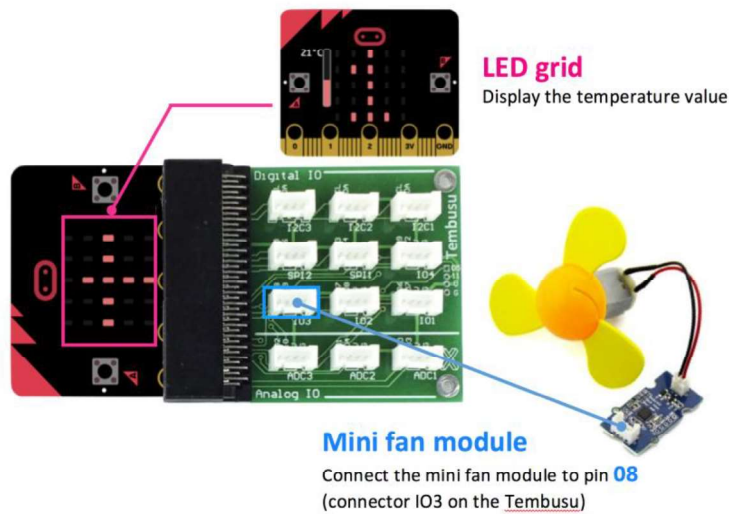 21°C
LED grid
Display the temperature value
0 1 2 3V GND
B
A
Digital IO
I2C3 I2C2 I2C1
Tembusu
SPI2 SPI1 IO4
IO3 IO2 IO1
ADC3 ADC2 ADC1
Analog IO
Mini fan module
Connect the mini fan module to pin 08
(connector IO3 on the Tembusu)